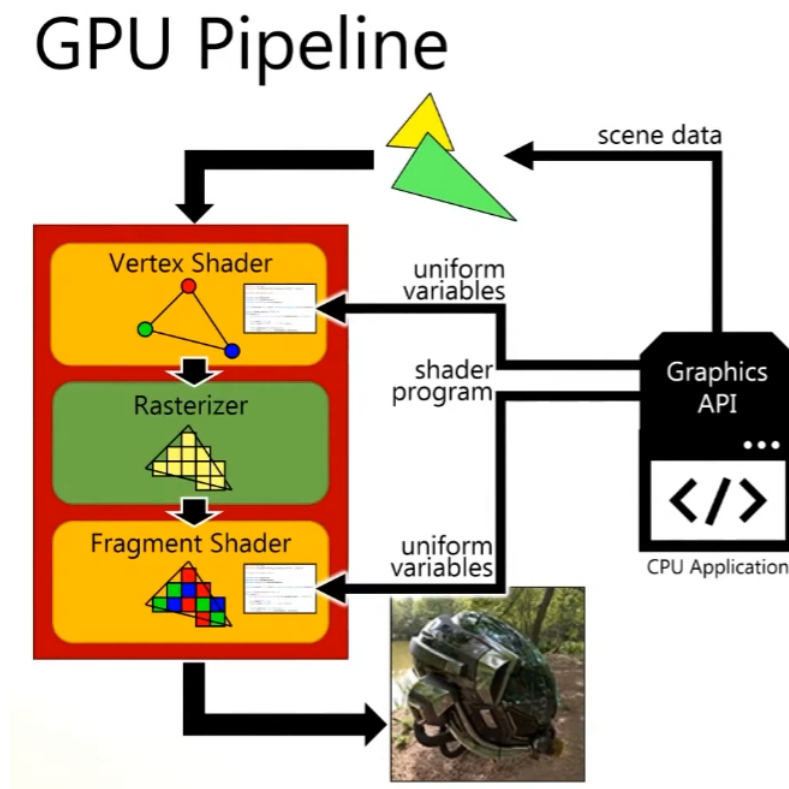 GPU Pipeline
scene data
Vertex Shader
uniform
variables
shader
program
Graphics
API
Rasterizer
</>
Fragment Shader
uniform
variables
CPU Application